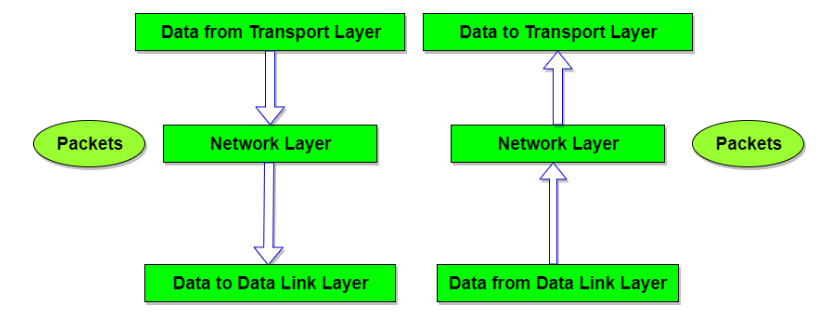 Data from Transport Layer
Data to Transport Layer
Packets
Network Layer
Network Layer
Packets
Data to Data Link Layer
Data from Data Link Layer